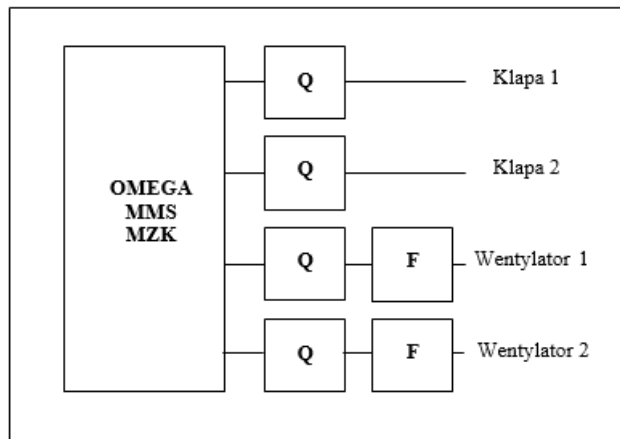 Q
Klapa 1
Q
Klapa 2
OMEGA
MMS
MZK
Q
F
Wentylator 1
Q
F
Wentylator 2